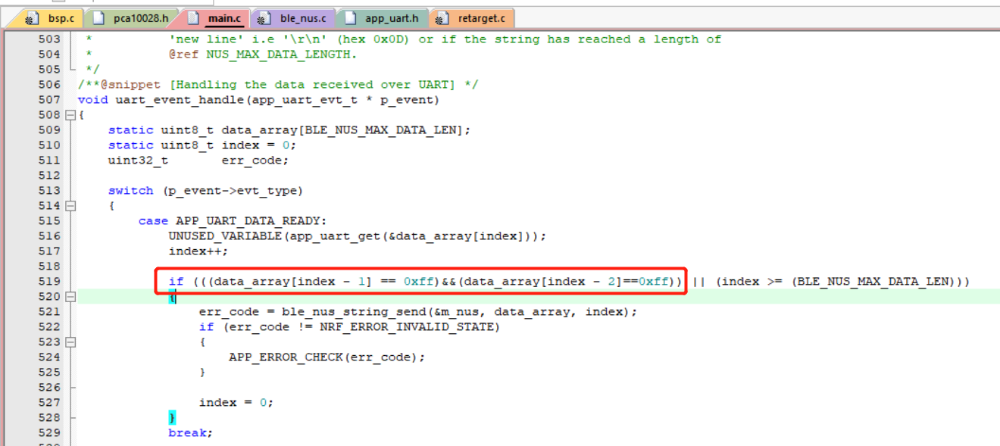 bsp.c pca10028.h main.c ble_nus.c app_uart.h retarget.c
503 * 'new line' i.e '\r\n' (hex 0x0D) or if the string has reached a length of
504 * @ref NUS_MAX_DATA_LENGTH.
505 */
506 /**@snippet [Handling the data received over UART] */
507 void uart_event_handle(app_uart_evt_t * p_event)
508 {
509 static uint8_t data_array[BLE_NUS_MAX_DATA_LEN];
510 static uint8_t index = 0;
511 uint32_t err_code;
512
513 switch (p_event->evt_type)
514 {
515 case APP_UART_DATA_READY:
516 UNUSED_VARIABLE(app_uart_get(&data_array[index]));
517 index++;
518
519 if (((data_array[index - 1] == 0xff)&&(data_array[index - 2]==0xff)) || (index >= (BLE_NUS_MAX_DATA_LEN)))
520 {
521 err_code = ble_nus_string_send(&m_nus, data_array, index);
522 if (err_code != NRF_ERROR_INVALID_STATE)
523 {
524 APP_ERROR_CHECK(err_code);
525 }
526
527 index = 0;
528 }
529 break;